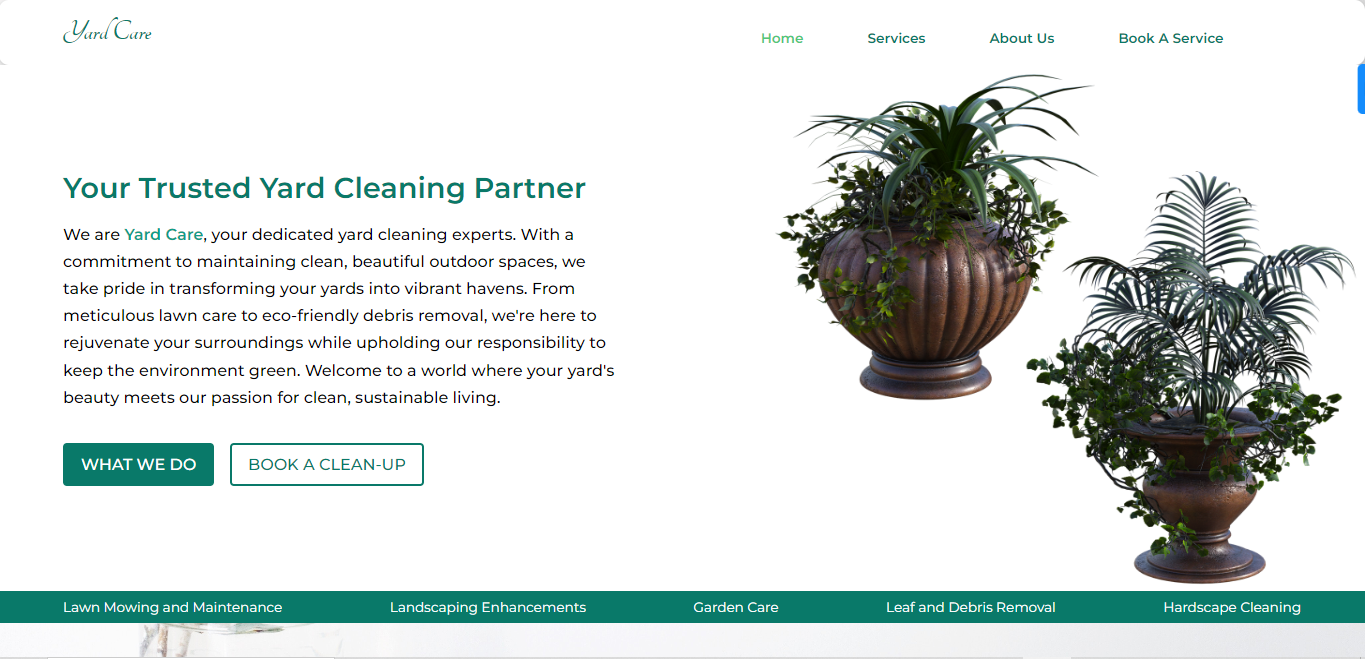 Yard Care
Home
Services
About Us
Book A Service
Your Trusted Yard Cleaning Partner
We are Yard Care, your dedicated yard cleaning experts. With a
commitment to maintaining clean, beautiful outdoor spaces, we
take pride in transforming your yards into vibrant havens. From
meticulous lawn care to eco-friendly debris removal, we're here to
rejuvenate your surroundings while upholding our responsibility to
keep the environment green. Welcome to a world where your yard's
beauty meets our passion for clean, sustainable living.
WHAT WE DO
BOOK A CLEAN-UP
Lawn Mowing and Maintenance
Landscaping Enhancements
Garden Care
Leaf and Debris Removal
Hardscape Cleaning